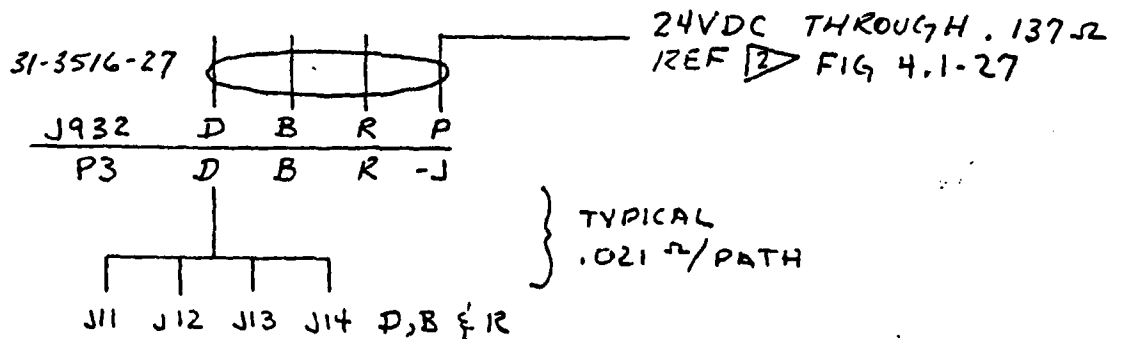 24VDC THROUGH .137Ω
31-3516-27
REF 2 FIG 4.1-27
J932 D B R P
P3 D B R -J
TYPICAL
.021 Ω/PATH
J11 J12 J13 J14 D,B & R